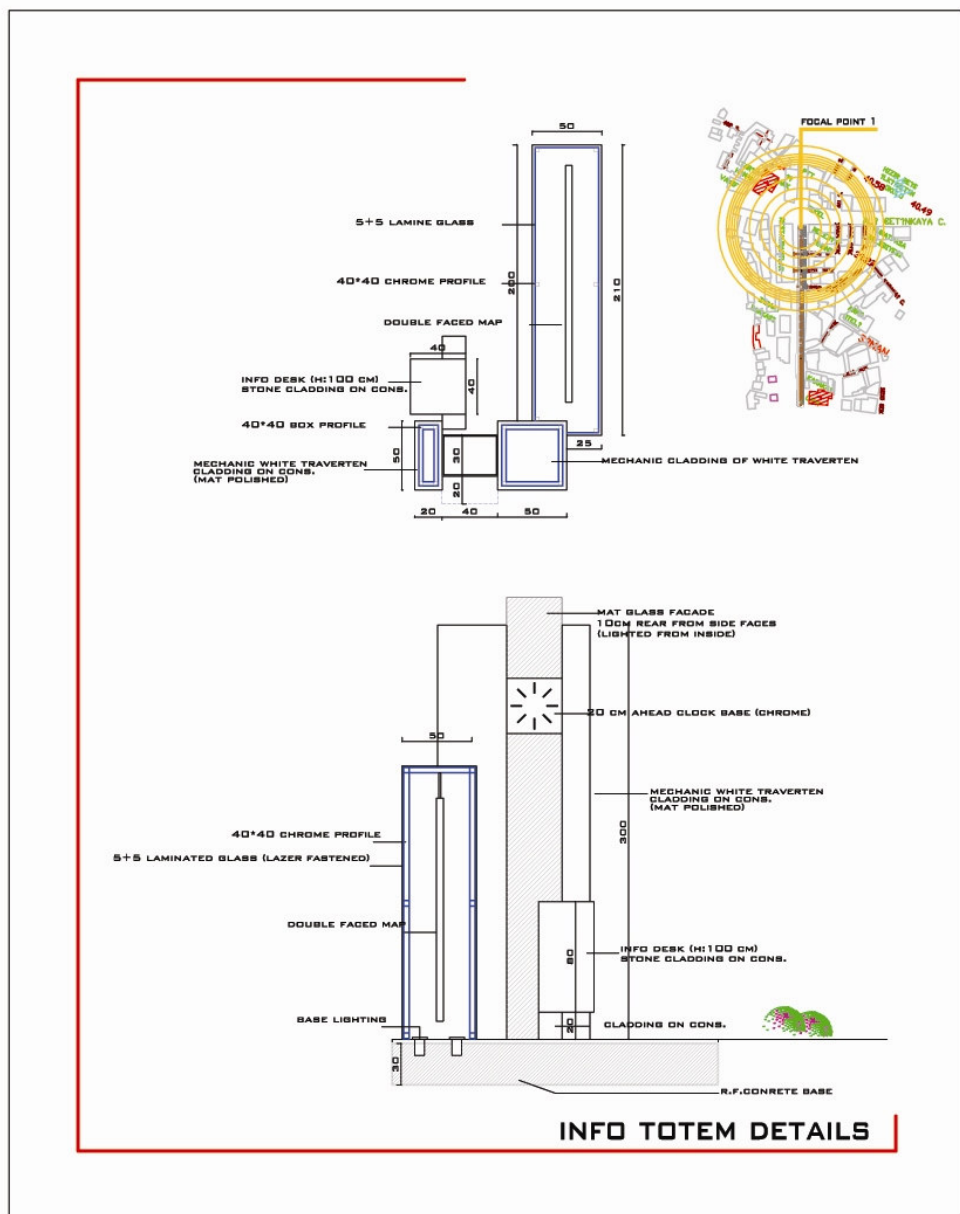 50
FOCAL POINT 1
5+5 LAMINE GLASS
40*40 CHROME PROFILE
200
210
DOUBLE FACED MAP
40
INFO DESK (H:100 CM)
STONE CLADDING ON CONS.
40
40*40 BOX PROFILE
50
30
25
MECHANIC WHITE TRAVERTEN
CLADDING ON CONS.
(MAT POLISHED)
MECHANIC CLADDING OF WHITE TRAVERTEN
20
20
40
50
40.58
40.49
ÇETİNKAYA C.
MAT GLASS FACADE
10CM REAR FROM SIDE FACES
(LIGHTED FROM INSIDE)
20 CM AHEAD CLOCK BASE (CHROME)
50
MECHANIC WHITE TRAVERTEN
CLADDING ON CONS.
(MAT POLISHED)
300
40*40 CHROME PROFILE
5+5 LAMINATED GLASS (LAZER FASTENED)
DOUBLE FACED MAP
INFO DESK (H:100 CM)
STONE CLADDING ON CONS.
80
BASE LIGHTING
20
CLADDING ON CONS.
30
R.F.CONRETE BASE
INFO TOTEM DETAILS